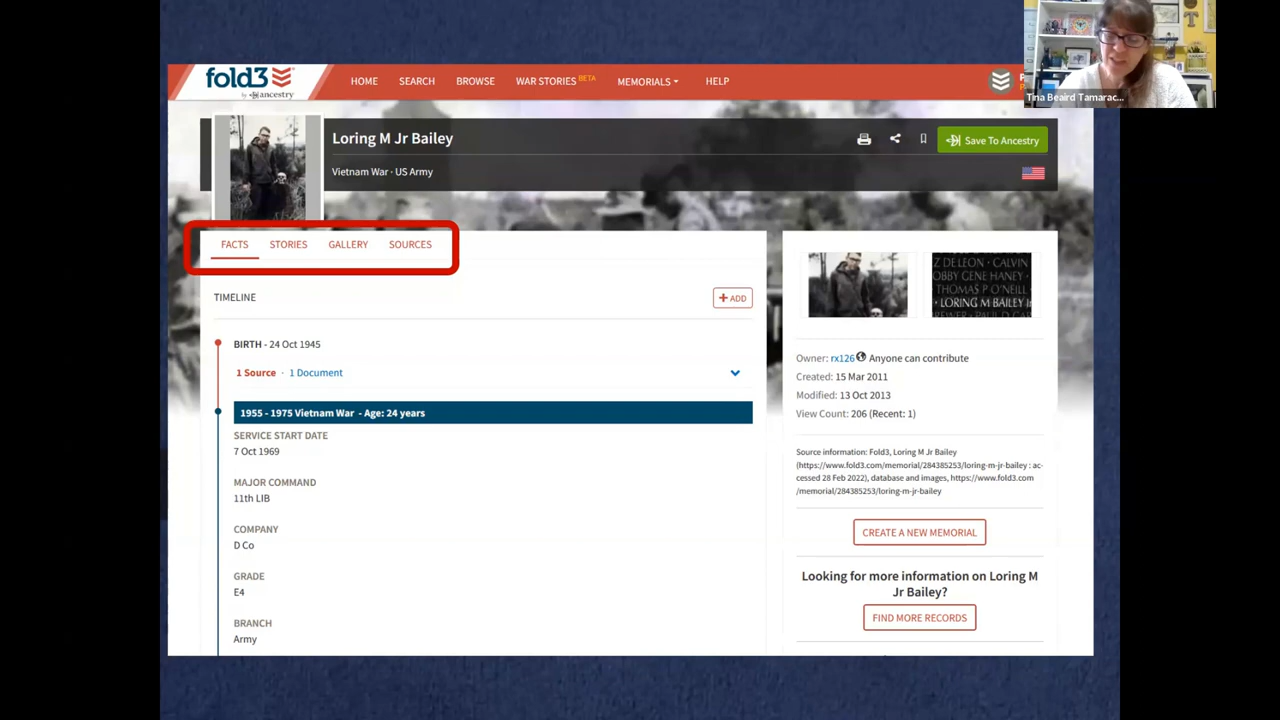 fold3
by ancestry
HOME SEARCH BROWSE WAR STORIES BETA MEMORIALS HELP
Tina Beaird Tamarac...
Loring M Jr Bailey
Save To Ancestry
Vietnam War · US Army
FACTS STORIES GALLERY SOURCES
TIMELINE
+ ADD
BIRTH - 24 Oct 1945
1 Source · 1 Document
1955 - 1975 Vietnam War - Age: 24 years
SERVICE START DATE
7 Oct 1969
MAJOR COMMAND
11th LIB
COMPANY
D Co
GRADE
E4
BRANCH
Army
Z DE LEON · CALVIN
OBBY GENE HANEY
THOMAS P O'NEILL
LORING M BAILEY Jr
Owner: rx126 Anyone can contribute
Created: 15 Mar 2011
Modified: 13 Oct 2013
View Count: 206 (Recent: 1)
Source information: Fold3, Loring M Jr Bailey
(https://www.fold3.com/memorial/284385253/loring-m-jr-bailey : ac-
cessed 28 Feb 2022), database and images, https://www.fold3.com
/memorial/284385253/loring-m-jr-bailey
CREATE A NEW MEMORIAL
Looking for more information on Loring M
Jr Bailey?
FIND MORE RECORDS